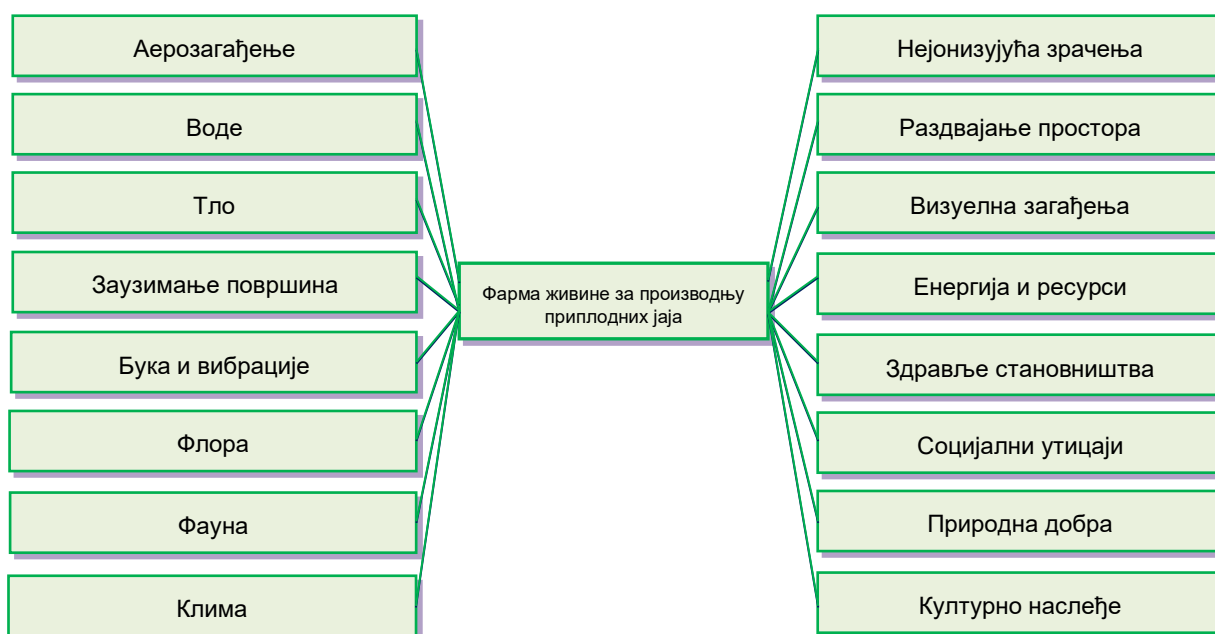 Аерозагађење
Воде
Тло
Заузимање површина
Бука и вибрације
Флора
Фауна
Клима
Фарма живине за производњу
приплодних јаја
Нејонизујућа зрачења
Раздвајање простора
Визуелна загађења
Енергија и ресурси
Здравље становништва
Социјални утицаји
Природна добра
Културно наслеђе